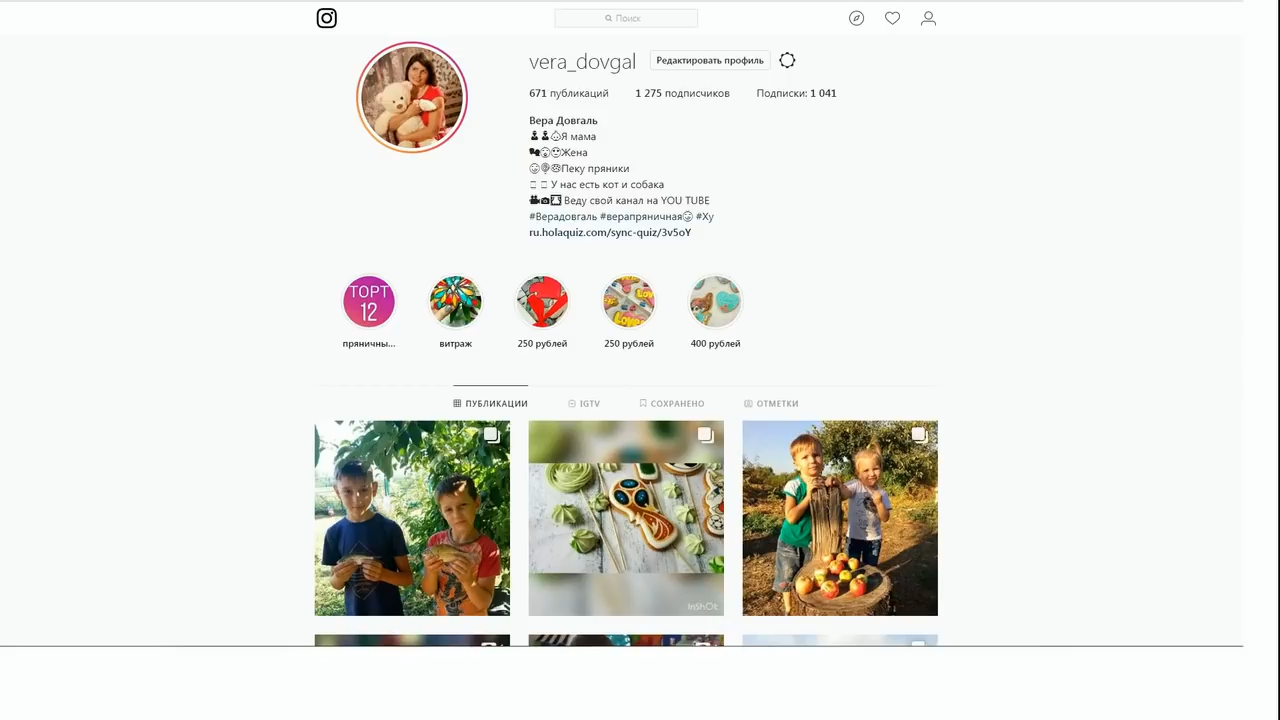 Поиск
vera_dovgal Редактировать профиль
671 публикаций 1 275 подписчиков Подписки: 1 041
Вера Довгаль
Я мама
Жена
Пеку пряники
У нас есть кот и собака
Веду свой канал на YOU TUBE
#Верадовгаль #верапряничная #Ху
ru.holaquiz.com/sync-quiz/3v5oY
ТОРТ
12
LOVE
пряничны... витраж 250 рублей 250 рублей 400 рублей
ПУБЛИКАЦИИ IGTV СОХРАНЕНО ОТМЕТКИ
InShOt